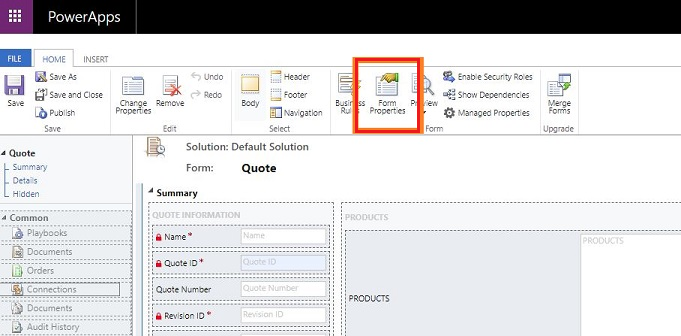 PowerApps
FILE HOME INSERT
Save
Save As
Save and Close
Publish
Save
Change Properties
Remove
Undo
Redo
Edit
Body
Header
Footer
Navigation
Select
Business Rules
Form Properties
Preview
Enable Security Roles
Show Dependencies
Managed Properties
Form
Merge Forms
Upgrade
Quote
Summary
Details
Hidden
Common
Playbooks
Documents
Orders
Connections
Documents
Audit History
Solution: Default Solution
Form: Quote
Summary
QUOTE INFORMATION
Name * Name
Quote ID * Quote ID
Quote Number Quote Number
Revision ID * Revision ID
PRODUCTS
PRODUCTS
PRODUCTS